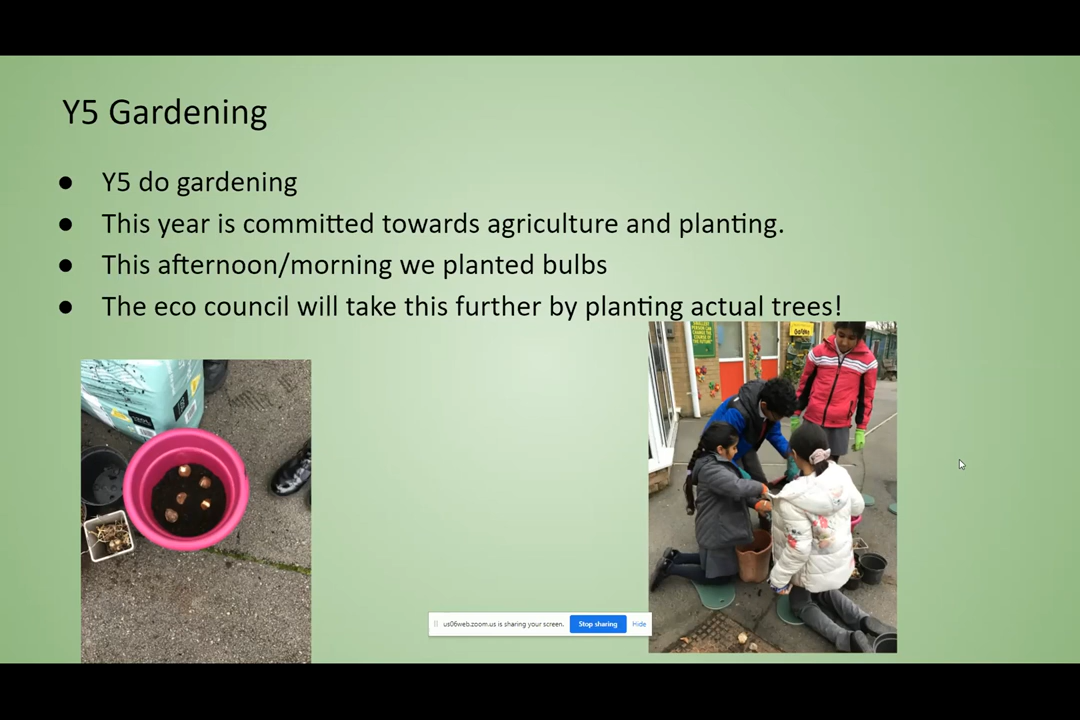 Y5 Gardening
● Y5 do gardening
● This year is committed towards agriculture and planting.
● This afternoon/morning we planted bulbs
● The eco council will take this further by planting actual trees!
us06web.zoom.us is sharing your screen. Stop sharing Hide